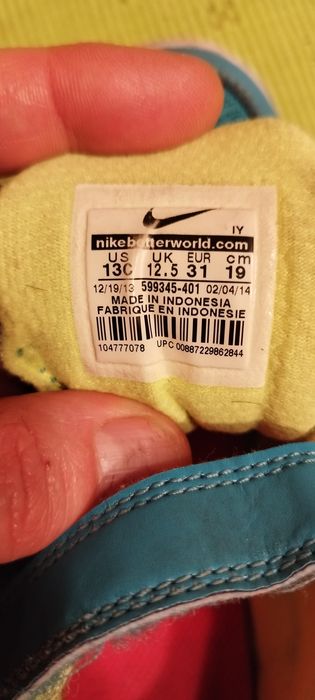 IY
nikebetterworld.com
US UK EUR cm
13C 12.5 31 19
12/19/13 599345-401 02/04/14
MADE IN INDONESIA
FABRIQUE EN INDONESIE
104777078 UPC 00887229862844